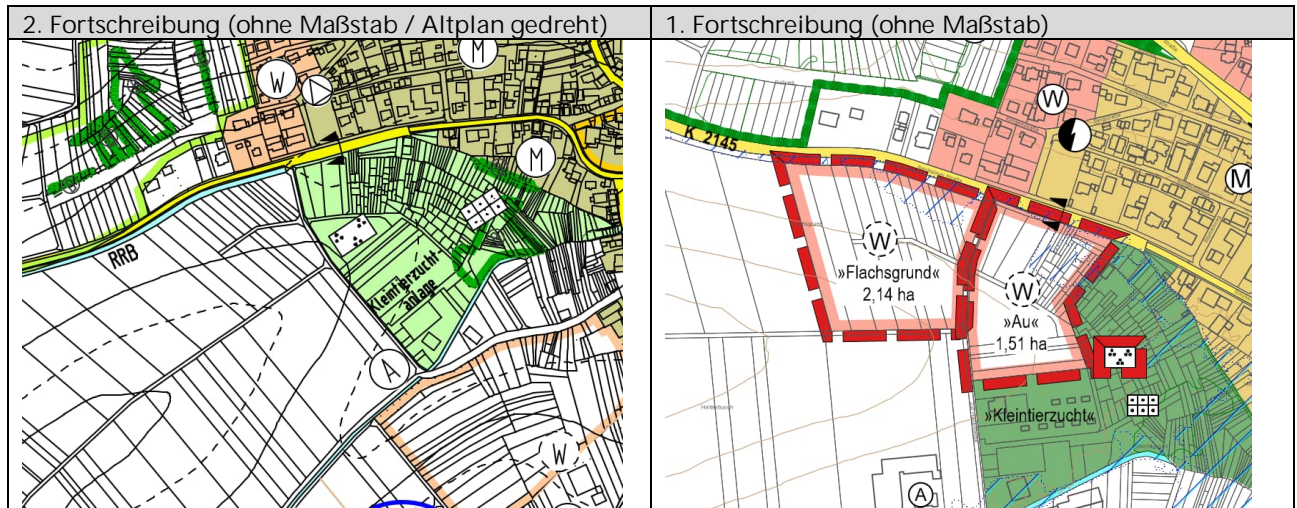 2. Fortschreibung (ohne Maßstab / Altplan gedreht)
1. Fortschreibung (ohne Maßstab)
M
W
M
RRB
Kleintierzucht-
anlage
A
W
W
K 2145
M
W
»Flachsgrund«
2,14 ha
W
»Au«
1,51 ha
»Kleintierzucht«
A